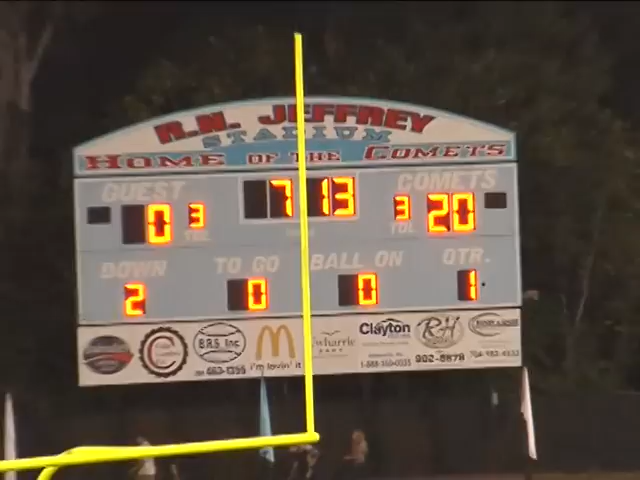 R.N. JEFFREY
STADIUM
HOME OF THE COMETS
GUEST 7 13 COMETS
0 3 3 20
TOL TOL
DOWN TO GO BALL ON QTR.
2 0 0 1
B.R.S. Inc
Clayton
RH
i'm lovin' it